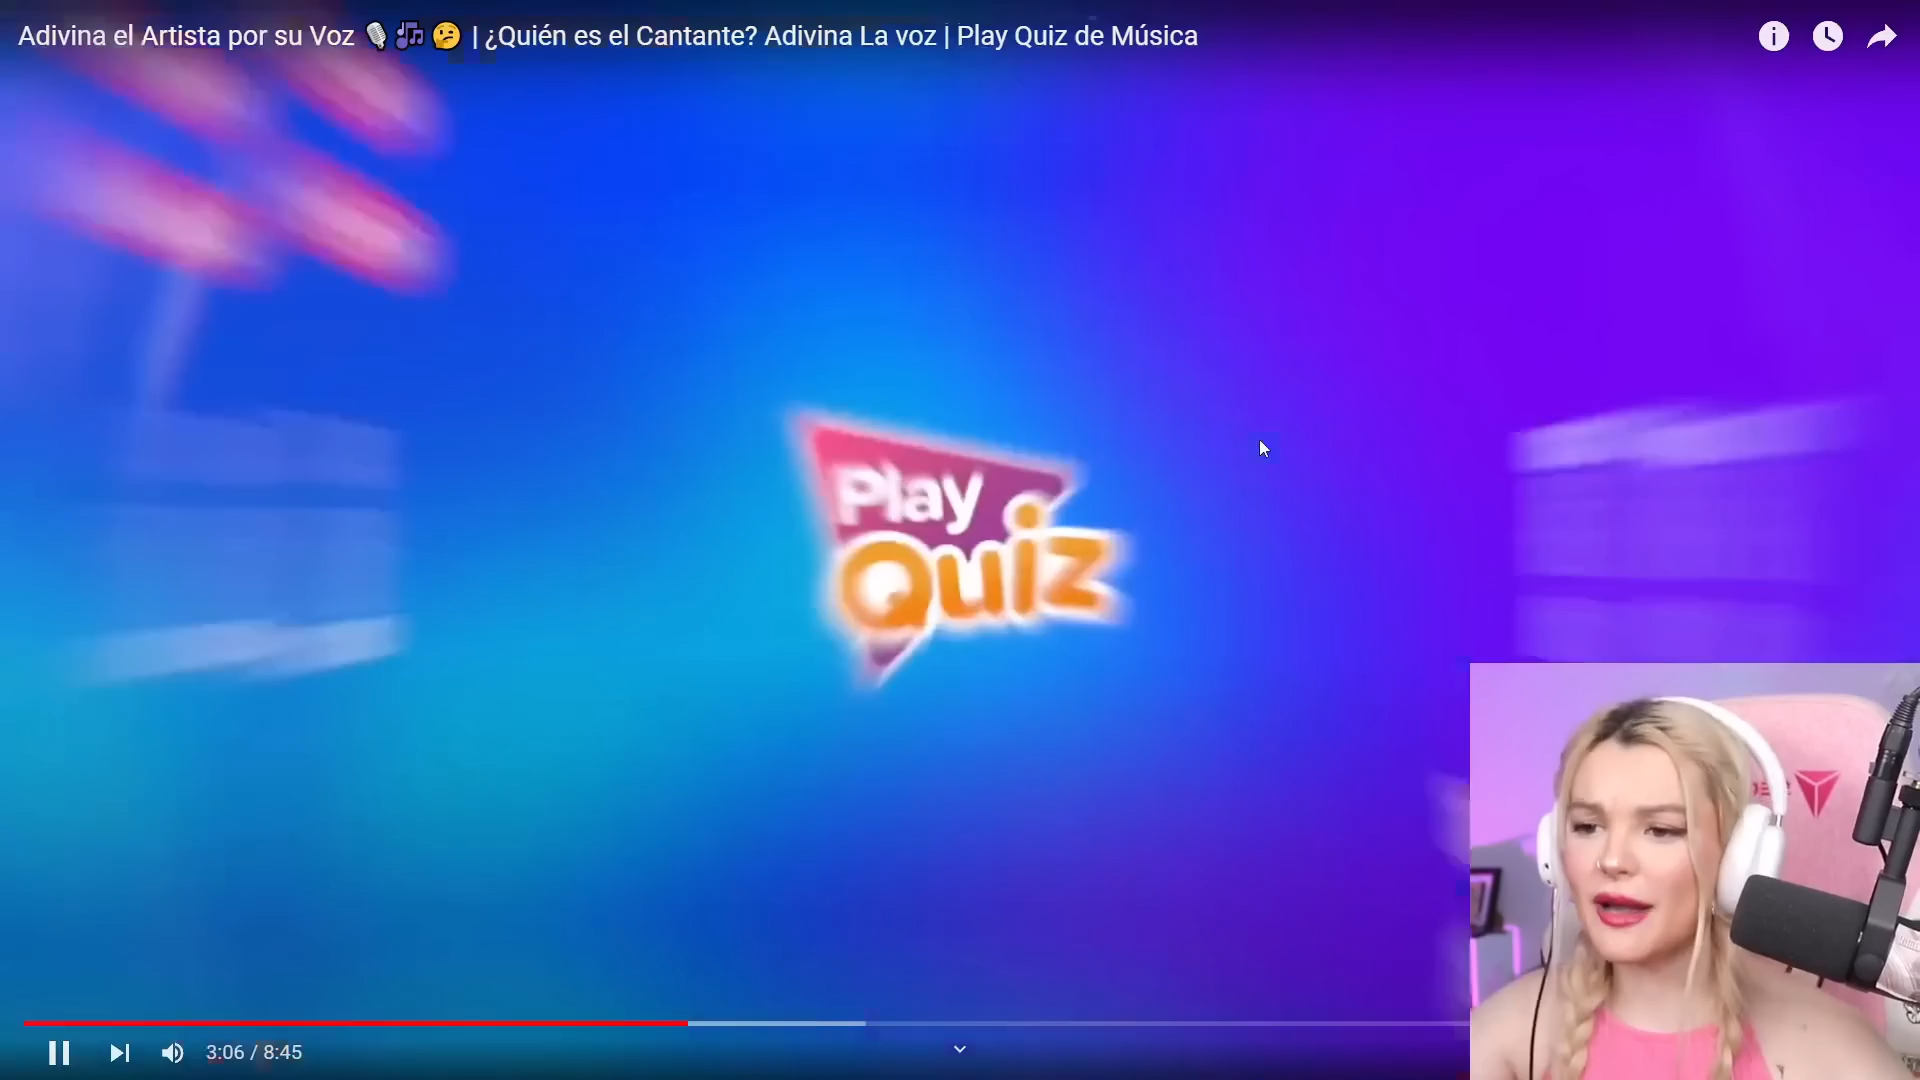 Adivina el Artista por su Voz 🎙️🎶🤔 | ¿Quién es el Cantante? Adivina La voz | Play Quiz de Música
Play
Quiz
3:06 / 8:45